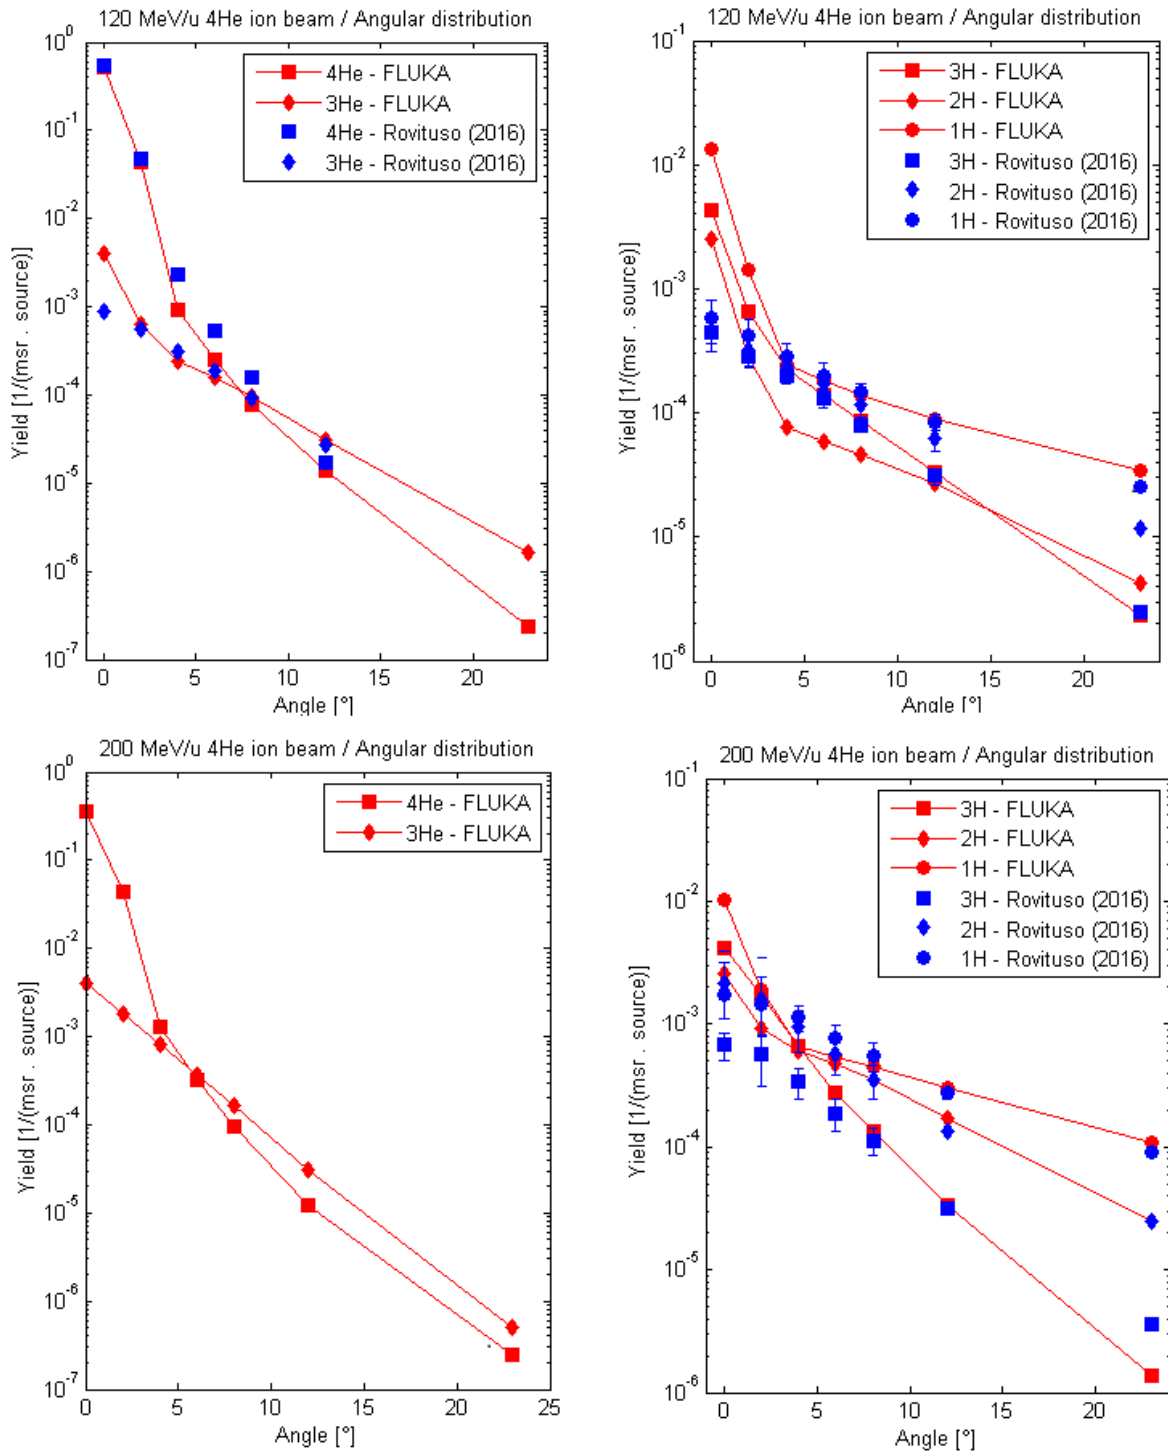 120 MeV/u 4He ion beam / Angular distribution
10^0
10^-1
10^-2
10^-3
10^-4
10^-5
10^-6
10^-7
Yield [1/(msr . source)]
4He - FLUKA
3He - FLUKA
4He - Rovituso (2016)
3He - Rovituso (2016)
0 5 10 15 20
Angle [°]
120 MeV/u 4He ion beam / Angular distribution
10^-1
10^-2
10^-3
10^-4
10^-5
10^-6
Yield [1/(msr . source)]
3H - FLUKA
2H - FLUKA
1H - FLUKA
3H - Rovituso (2016)
2H - Rovituso (2016)
1H - Rovituso (2016)
0 5 10 15 20
Angle [°]
200 MeV/u 4He ion beam / Angular distribution
10^0
10^-1
10^-2
10^-3
10^-4
10^-5
10^-6
10^-7
Yield [1/(msr . source)]
4He - FLUKA
3He - FLUKA
0 5 10 15 20 25
Angle [°]
200 MeV/u 4He ion beam / Angular distribution
10^-1
10^-2
10^-3
10^-4
10^-5
10^-6
Yield [1/(msr . source)]
3H - FLUKA
2H - FLUKA
1H - FLUKA
3H - Rovituso (2016)
2H - Rovituso (2016)
1H - Rovituso (2016)
0 5 10 15 20
Angle [°]